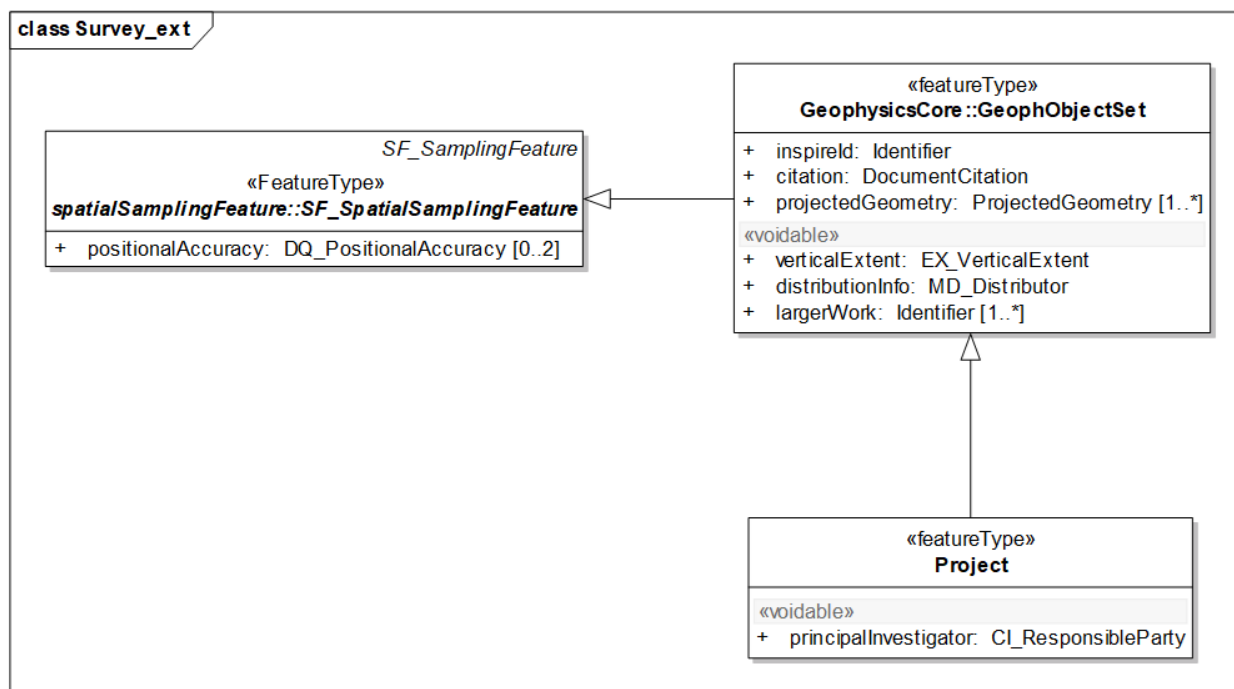 class Survey_ext
SF_SamplingFeature
«FeatureType»
spatialSamplingFeature::SF_SpatialSamplingFeature
+ positionalAccuracy: DQ_PositionalAccuracy [0..2]
«featureType»
GeophysicsCore::GeophObjectSet
+ inspireId: Identifier
+ citation: DocumentCitation
+ projectedGeometry: ProjectedGeometry [1..*]
«voidable»
+ verticalExtent: EX_VerticalExtent
+ distributionInfo: MD_Distributor
+ largerWork: Identifier [1..*]
«featureType»
Project
«voidable»
+ principalInvestigator: CI_ResponsibleParty